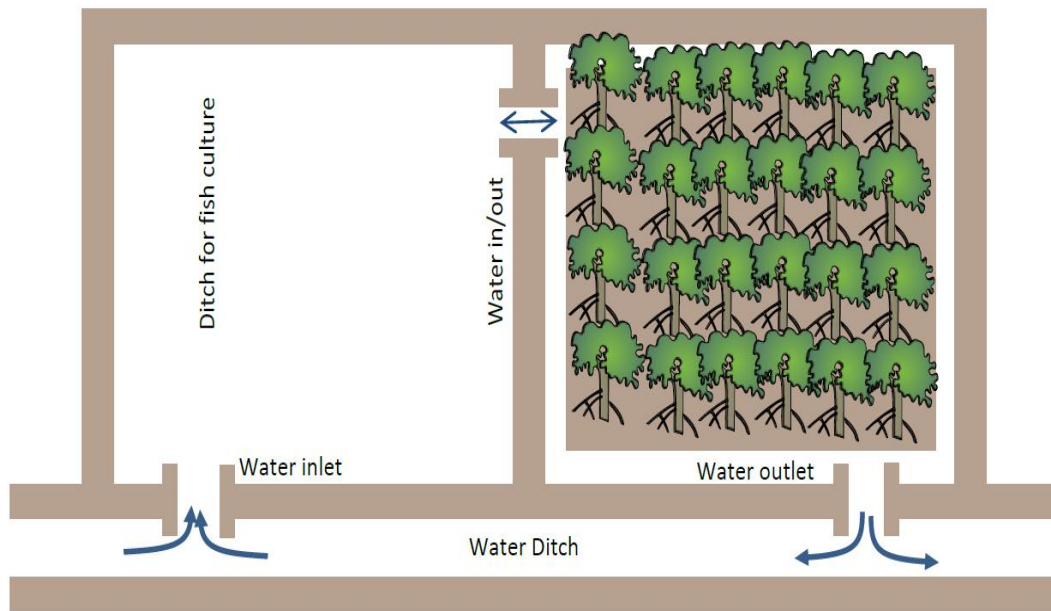 Ditch for fish culture
Water in/out
Water inlet
Water outlet
Water Ditch